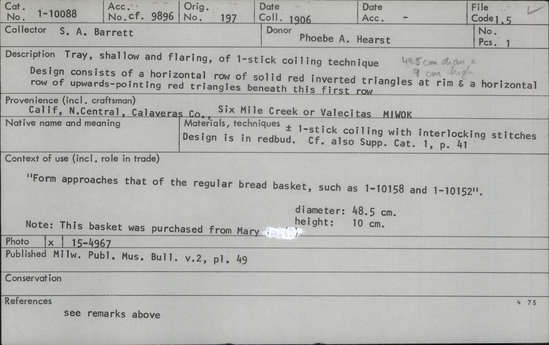 Cat. No. 1-10088 Acc. No. cf. 9896 Orig. No. 197 Date Coll. 1906 Date Acc. - File Code 1.5
Collector S. A. Barrett Donor Phoebe A. Hearst No. Pcs. 1
Description Tray, shallow and flaring, of 1-stick coiling technique 48.5 cm diam x
9 cm high
Design consists of a horizontal row of solid red inverted triangles at rim & a horizontal
row of upwards-pointing red triangles beneath this first row
Provenience (incl. craftsman)
Calif, N.Central, Calaveras Co., Six Mile Creek or Valecitas MIWOK
Native name and meaning
Materials, techniques ± 1-stick coiling with interlocking stitches
Design is in redbud. Cf. also Supp. Cat. 1, p. 41
Context of use (incl. role in trade)
"Form approaches that of the regular bread basket, such as 1-10158 and 1-10152".
diameter: 48.5 cm.
height: 10 cm.
Note: This basket was purchased from Mary
Photo x 15-4967
Published Milw. Publ. Mus. Bull. v.2, pl. 49
Conservation
References
4 75
see remarks above